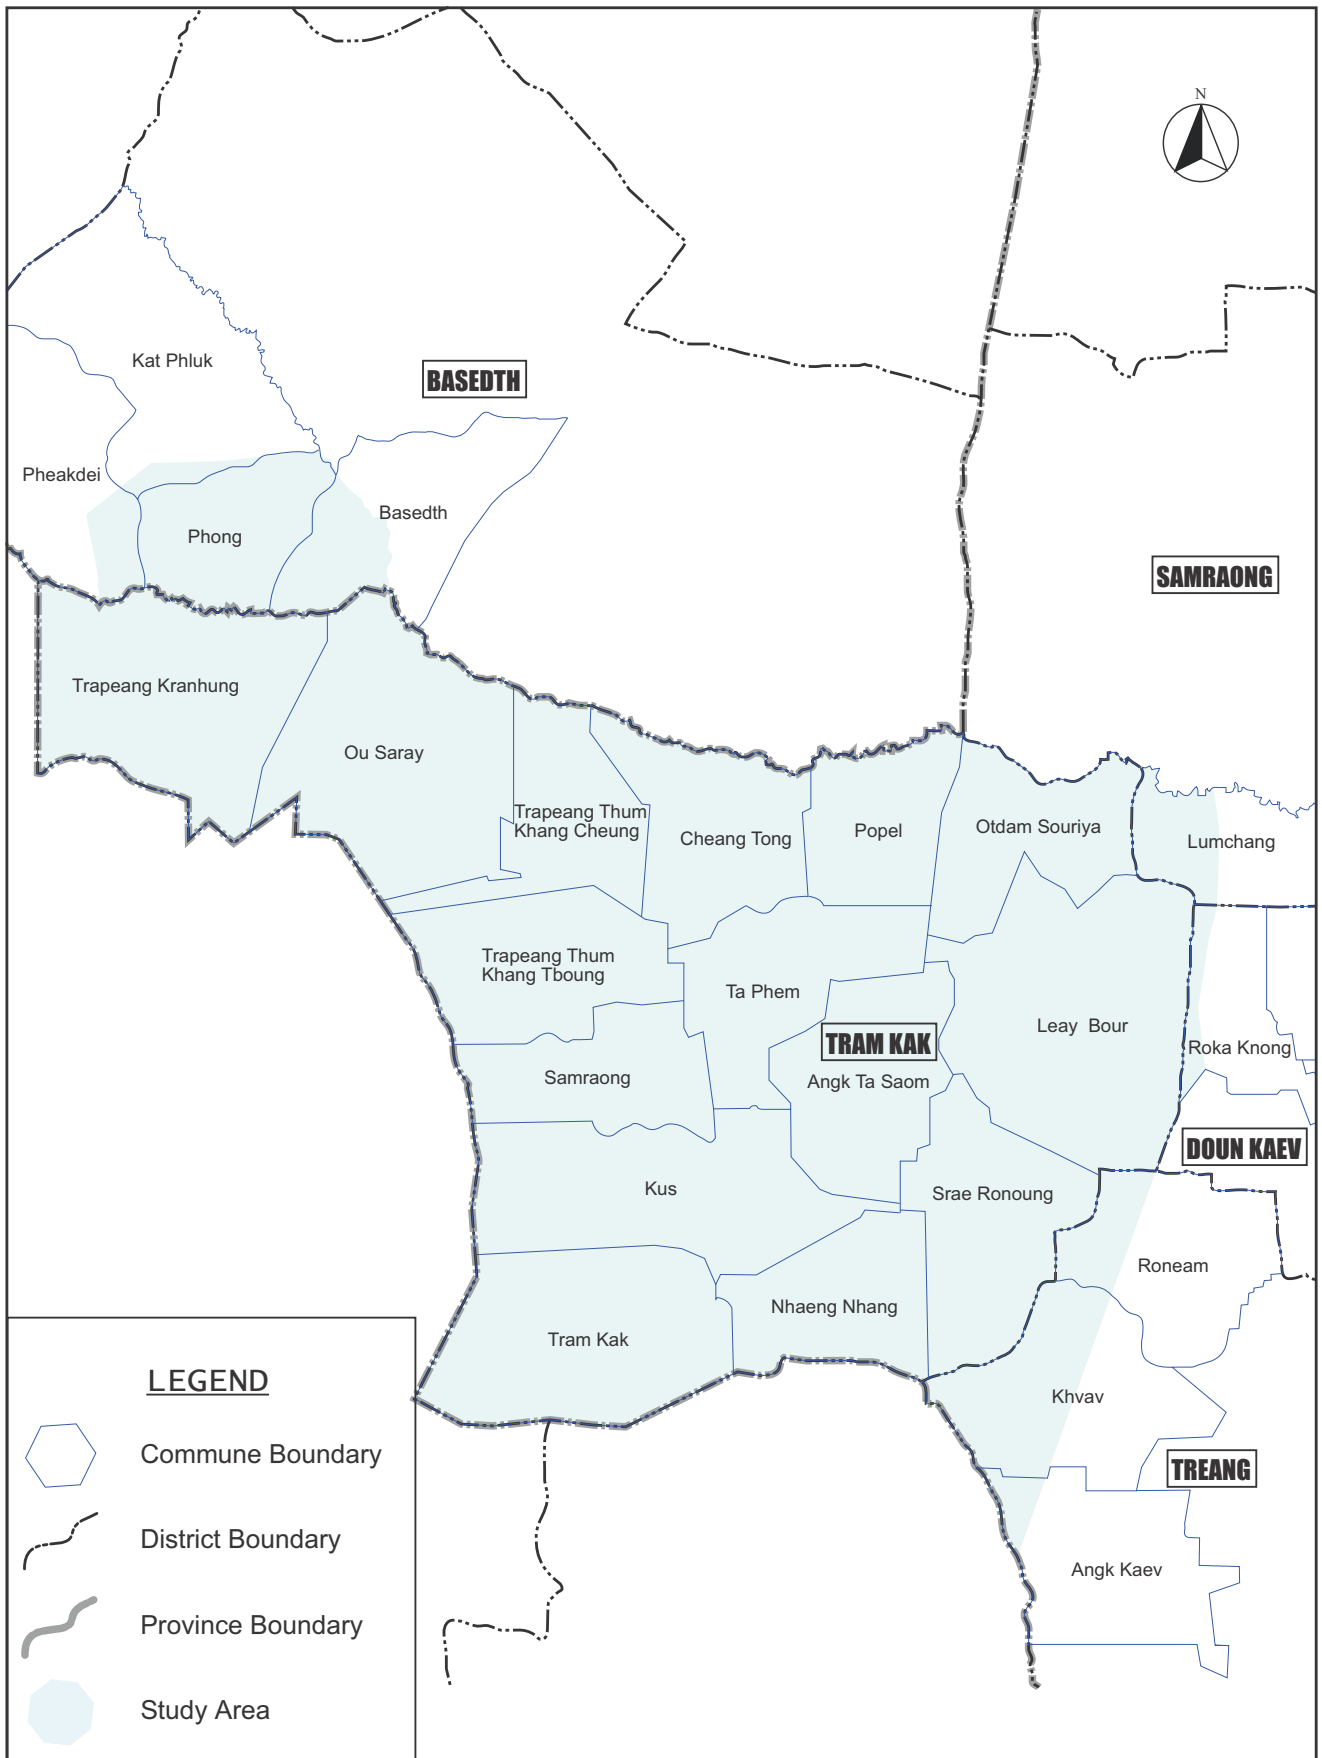 N
Kat Phluk
BASEDTH
Pheakdei
Basedth
Phong
SAMRAONG
Trapeang Kranhung
Ou Saray
Trapeang Thum
Khang Cheung
Cheang Tong
Popel
Otdam Souriya
Lumchang
Trapeang Thum
Khang Tboung
Ta Phem
Leay Bour
TRAM KAK
Roka Knong
Samraong
Angk Ta Saom
DOUN KAEV
Kus
Srae Ronoung
Roneam
Nhaeng Nhang
Tram Kak
Khvav
TREANG
Angk Kaev
LEGEND
Commune Boundary
District Boundary
Province Boundary
Study Area